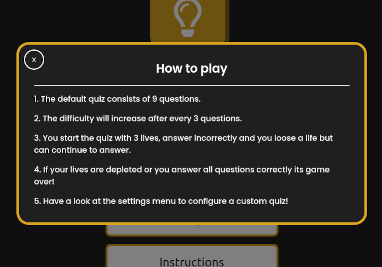 x
How to play
1. The default quiz consists of 9 questions.
2. The difficulty will increase after every 3 questions.
3. You start the quiz with 3 lives, answer incorrectly and you loose a life but
can continue to answer.
4. If your lives are depleted or you answer all questions correctly its game
over!
5. Have a look at the settings menu to configure a custom quiz!
Instructions